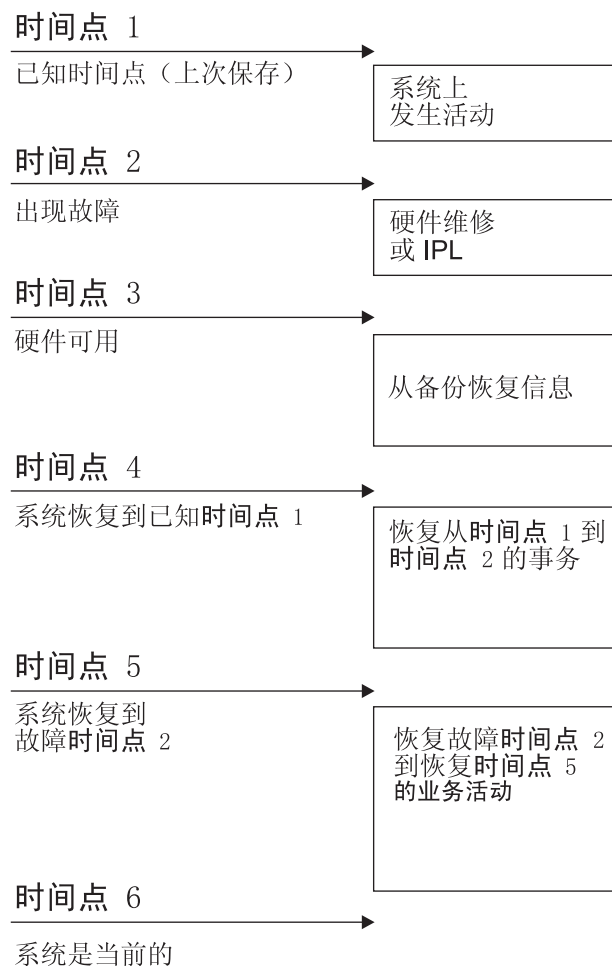 时间点 1
已知时间点（上次保存）
系统上
发生活动
时间点 2
出现故障
硬件维修
或 IPL
时间点 3
硬件可用
从备份恢复信息
时间点 4
系统恢复到已知时间点 1
恢复从时间点 1 到
时间点 2 的事务
时间点 5
系统恢复到
故障时间点 2
恢复故障时间点 2
到恢复时间点 5
的业务活动
时间点 6
系统是当前的